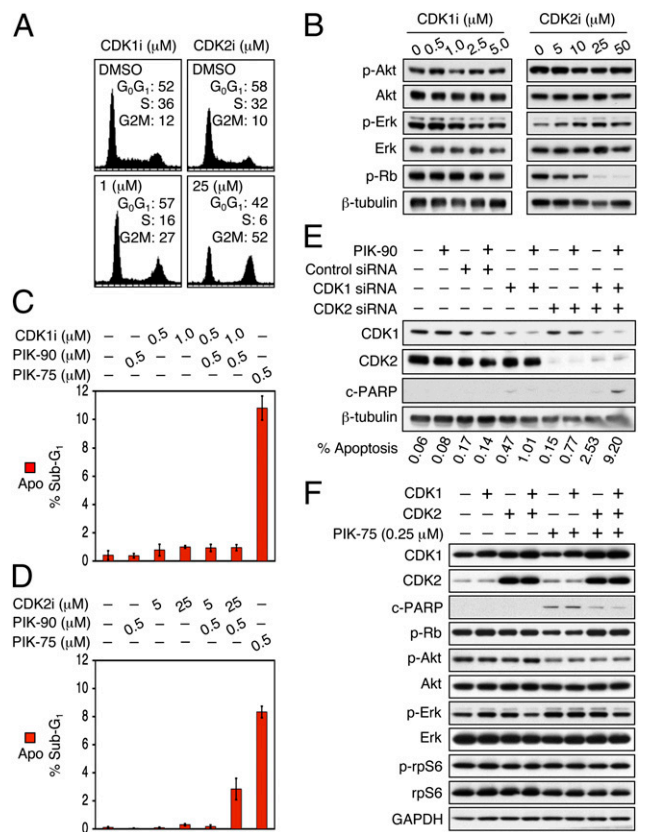 A
CDK1i (μM) CDK2i (μM)
DMSO DMSO
G0G1: 52 G0G1: 58
S: 36 S: 32
G2M: 12 G2M: 10
1 (μM) 25 (μM)
G0G1: 57 G0G1: 42
S: 16 S: 6
G2M: 27 G2M: 52
B
CDK1i (μM) CDK2i (μM)
0 0.5 1.0 2.5 5.0 0 5 10 25 50
p-Akt
Akt
p-Erk
Erk
p-Rb
β-tubulin
C
CDK1i (μM) – – 0.5 1.0 0.5 1.0 –
PIK-90 (μM) – 0.5 – – 0.5 0.5 –
PIK-75 (μM) – – – – – – 0.5
12
10
8
6
4
2
0
% Sub-G1
Apo
D
CDK2i (μM) – – 5 25 5 25 –
PIK-90 (μM) – 0.5 – – 0.5 0.5 –
PIK-75 (μM) – – – – – – 0.5
12
10
8
6
4
2
0
% Sub-G1
Apo
E
PIK-90 – + – + – + – + – +
Control siRNA – – + + – – – – – –
CDK1 siRNA – – – – + + – – + +
CDK2 siRNA – – – – – – + + + +
CDK1
CDK2
c-PARP
β-tubulin
% Apoptosis 0.06 0.08 0.17 0.14 0.47 1.01 0.15 0.77 2.53 9.20
F
CDK1 – + – + – + – +
CDK2 – – + + – – + +
PIK-75 (0.25 μM) – – – – + + + +
CDK1
CDK2
c-PARP
p-Rb
p-Akt
Akt
p-Erk
Erk
p-rpS6
rpS6
GAPDH